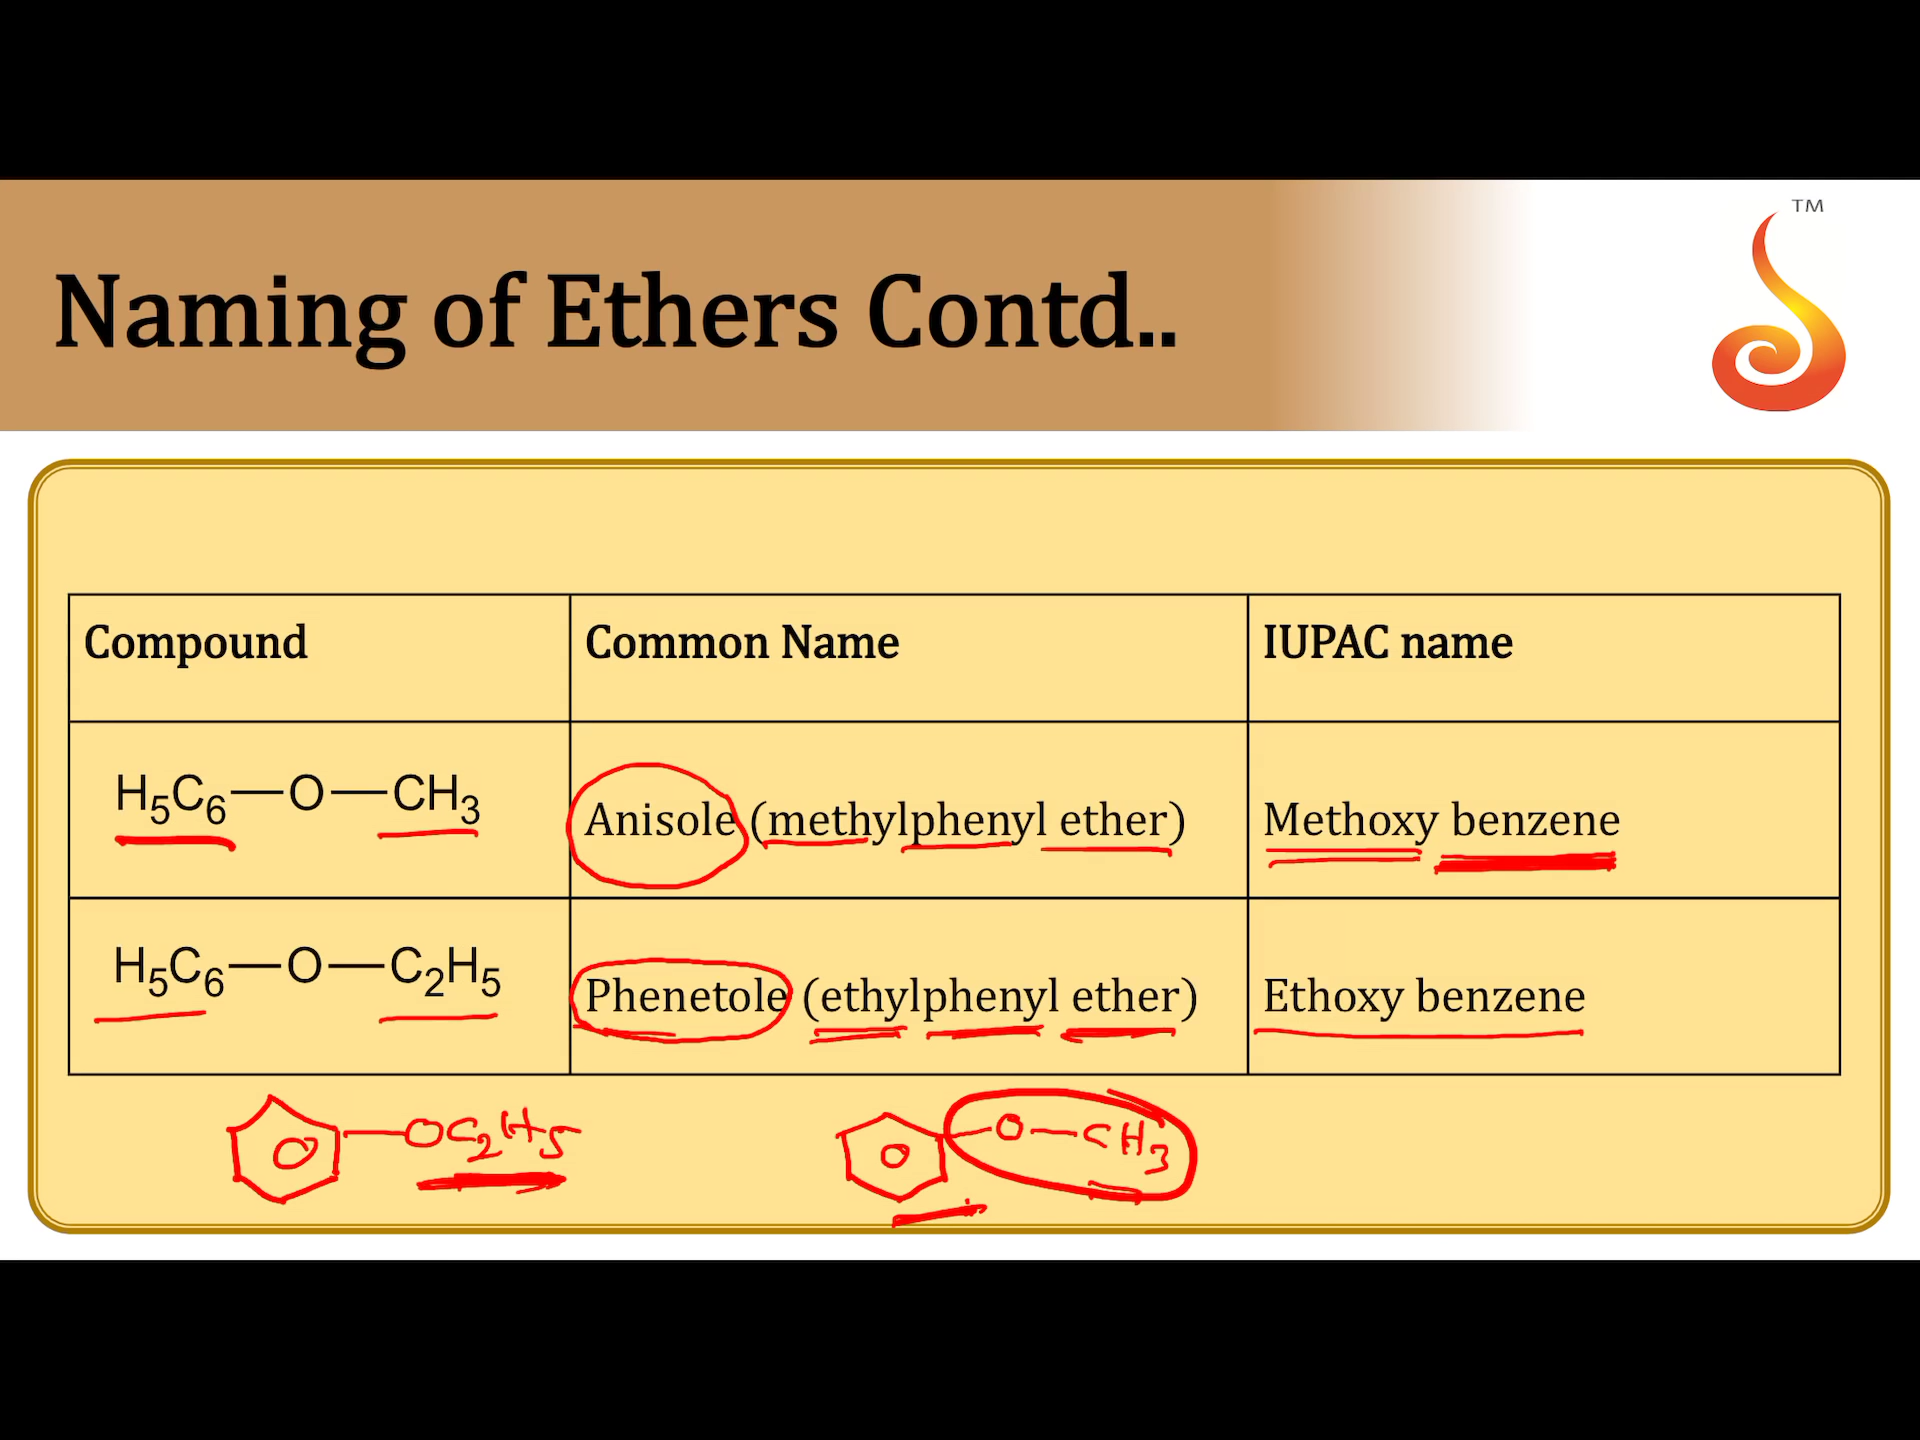 TM
Naming of Ethers Contd..
Compound Common Name IUPAC name
H5C6—O—CH3 Anisole (methylphenyl ether) Methoxy benzene
H5C6—O—C2H5 Phenetole (ethylphenyl ether) Ethoxy benzene
—OC2H5 —O—CH3